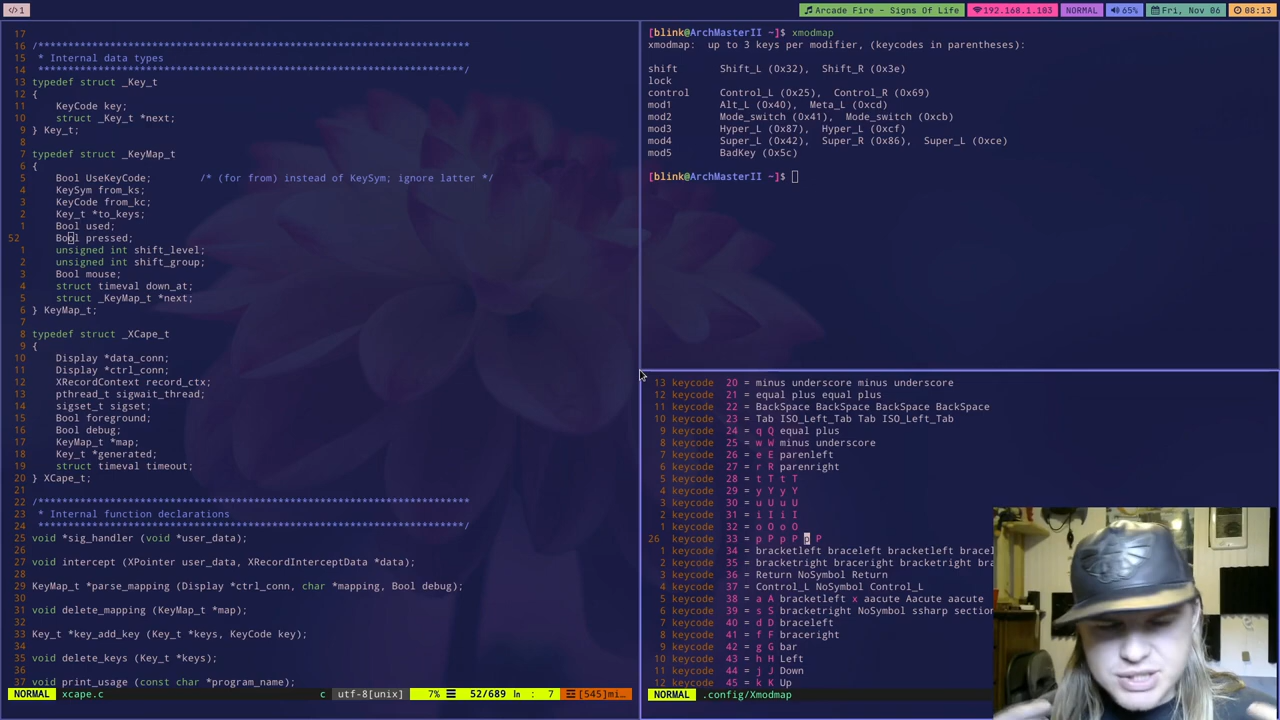 1
Arcade Fire - Signs Of Life
192.168.1.103
NORMAL
65%
Fri, Nov 06
08:13
17
16 /***********************************************************************
15  * Internal data types
14  ***********************************************************************/
13 typedef struct _Key_t
12 {
11     KeyCode key;
10     struct _Key_t *next;
9 } Key_t;
8
7 typedef struct _KeyMap_t
6 {
5     Bool UseKeyCode;        /* (for from) instead of KeySym; ignore latter */
4     KeySym from_ks;
3     KeyCode from_kc;
2     Key_t *to_keys;
1     Bool used;
52     Bool pressed;
1     unsigned int shift_level;
2     unsigned int shift_group;
3     Bool mouse;
4     struct timeval down_at;
5     struct _KeyMap_t *next;
6 } KeyMap_t;
7
8 typedef struct _XCape_t
9 {
10     Display *data_conn;
11     Display *ctrl_conn;
12     XRecordContext record_ctx;
13     pthread_t sigwait_thread;
14     sigset_t sigset;
15     Bool foreground;
16     Bool debug;
17     KeyMap_t *map;
18     Key_t *generated;
19     struct timeval timeout;
20 } XCape_t;
21
22 /***********************************************************************
23  * Internal function declarations
24  ***********************************************************************/
25 void *sig_handler (void *user_data);
26
27 void intercept (XPointer user_data, XRecordInterceptData *data);
28
29 KeyMap_t *parse_mapping (Display *ctrl_conn, char *mapping, Bool debug);
30
31 void delete_mapping (KeyMap_t *map);
32
33 Key_t *key_add_key (Key_t *keys, KeyCode key);
34
35 void delete_keys (Key_t *keys);
36
37 void print_usage (const char *program_name);
NORMAL xcape.c c utf-8[unix] 7% 52/689 ln : 7 [545]mi…
[blink@ArchMasterII ~]$ xmodmap
xmodmap:  up to 3 keys per modifier, (keycodes in parentheses):
shift       Shift_L (0x32),  Shift_R (0x3e)
lock
control     Control_L (0x25),  Control_R (0x69)
mod1        Alt_L (0x40),  Meta_L (0xcd)
mod2        Mode_switch (0x41),  Mode_switch (0xcb)
mod3        Hyper_L (0x87),  Hyper_L (0xcf)
mod4        Super_L (0x42),  Super_R (0x86),  Super_L (0xce)
mod5        BadKey (0x5c)
[blink@ArchMasterII ~]$
13 keycode  20 = minus underscore minus underscore
12 keycode  21 = equal plus equal plus
11 keycode  22 = BackSpace BackSpace BackSpace BackSpace
10 keycode  23 = Tab ISO_Left_Tab Tab ISO_Left_Tab
9 keycode  24 = q Q equal plus
8 keycode  25 = w W minus underscore
7 keycode  26 = e E parenleft
6 keycode  27 = r R parenright
5 keycode  28 = t T t T
4 keycode  29 = y Y y Y
3 keycode  30 = u U u U
2 keycode  31 = i I i I
1 keycode  32 = o O o O
26 keycode  33 = p P p P p P
1 keycode  34 = bracketleft braceleft bracketleft bracel
2 keycode  35 = bracketright braceright bracketright bra
3 keycode  36 = Return NoSymbol Return
4 keycode  37 = Control_L NoSymbol Control_L
5 keycode  38 = a A bracketleft x aacute Aacute aacute
6 keycode  39 = s S bracketright NoSymbol ssharp section
7 keycode  40 = d D braceleft
8 keycode  41 = f F braceright
9 keycode  42 = g G bar
10 keycode  43 = h H Left
11 keycode  44 = j J Down
12 keycode  45 = k K Up
NORMAL .config/Xmodmap